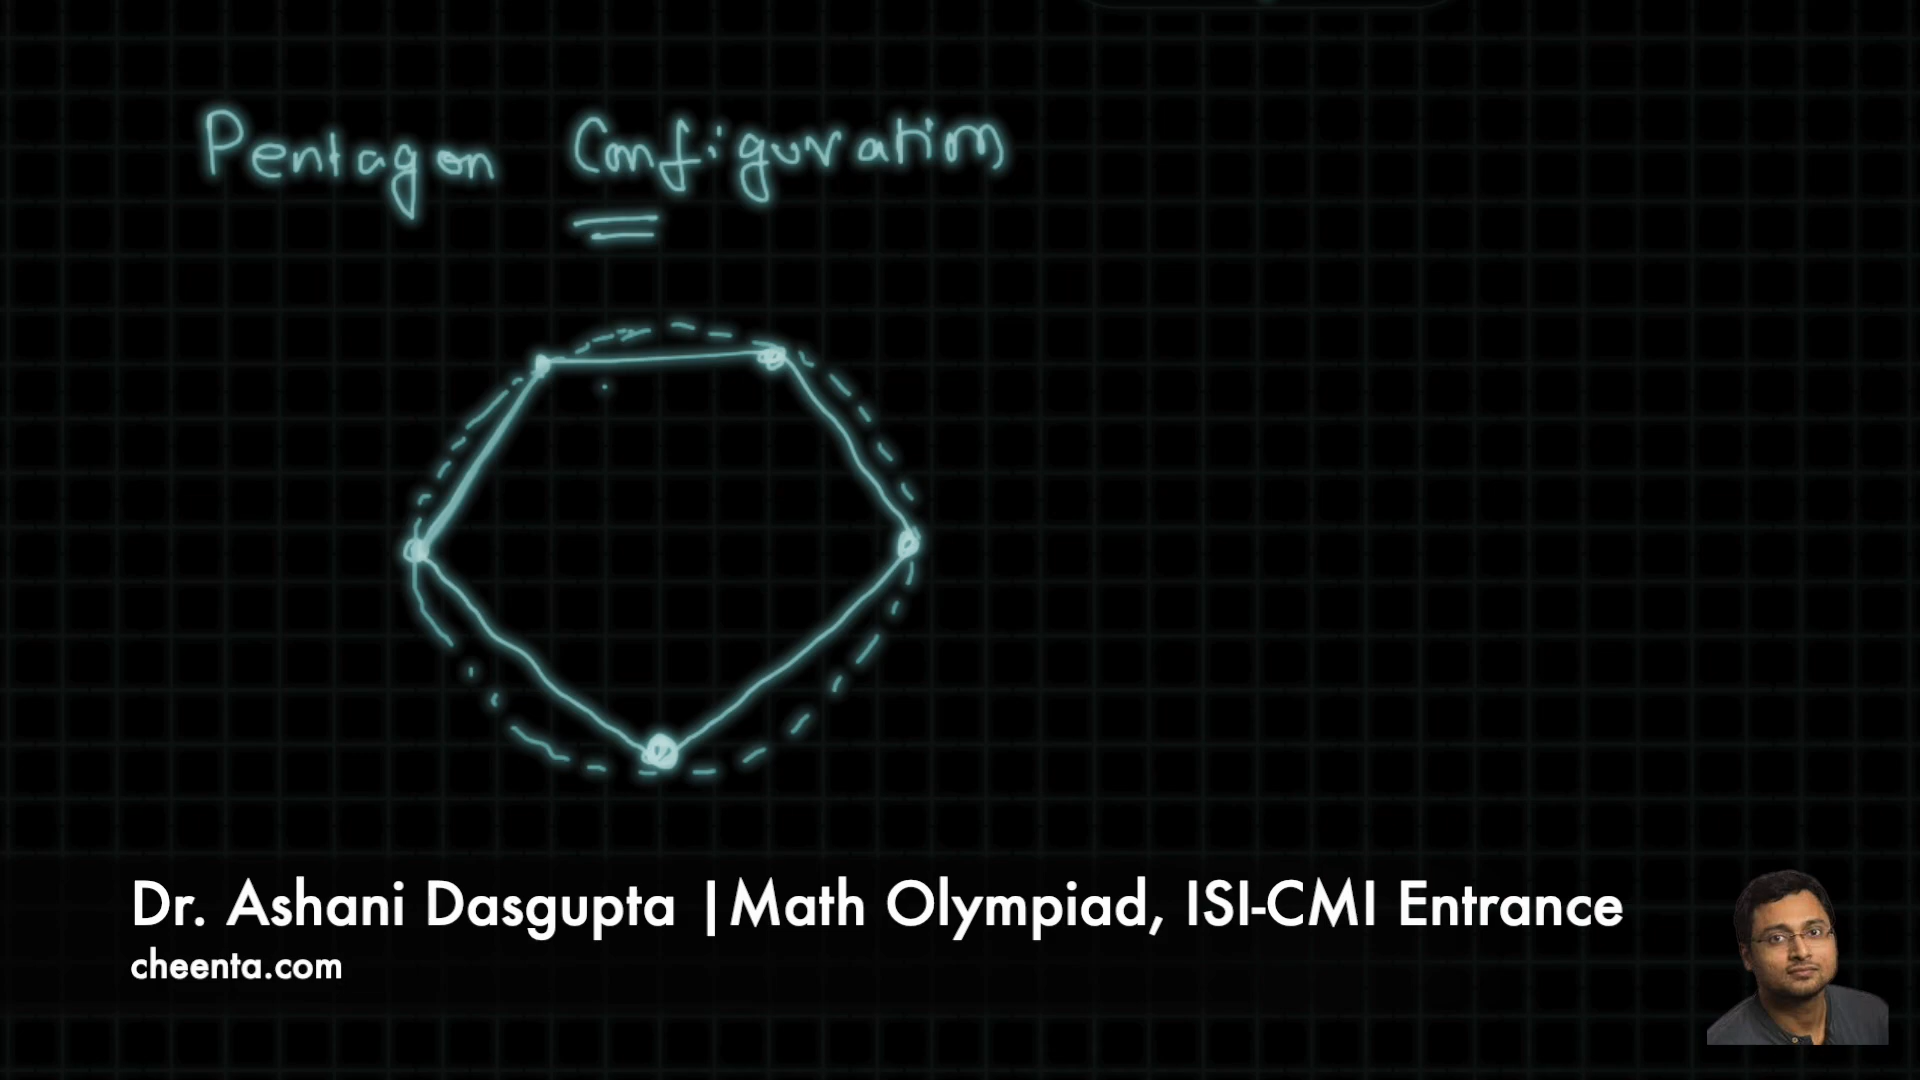 Pentagon Configuration
Dr. Ashani Dasgupta | Math Olympiad, ISI-CMI Entrance
cheenta.com